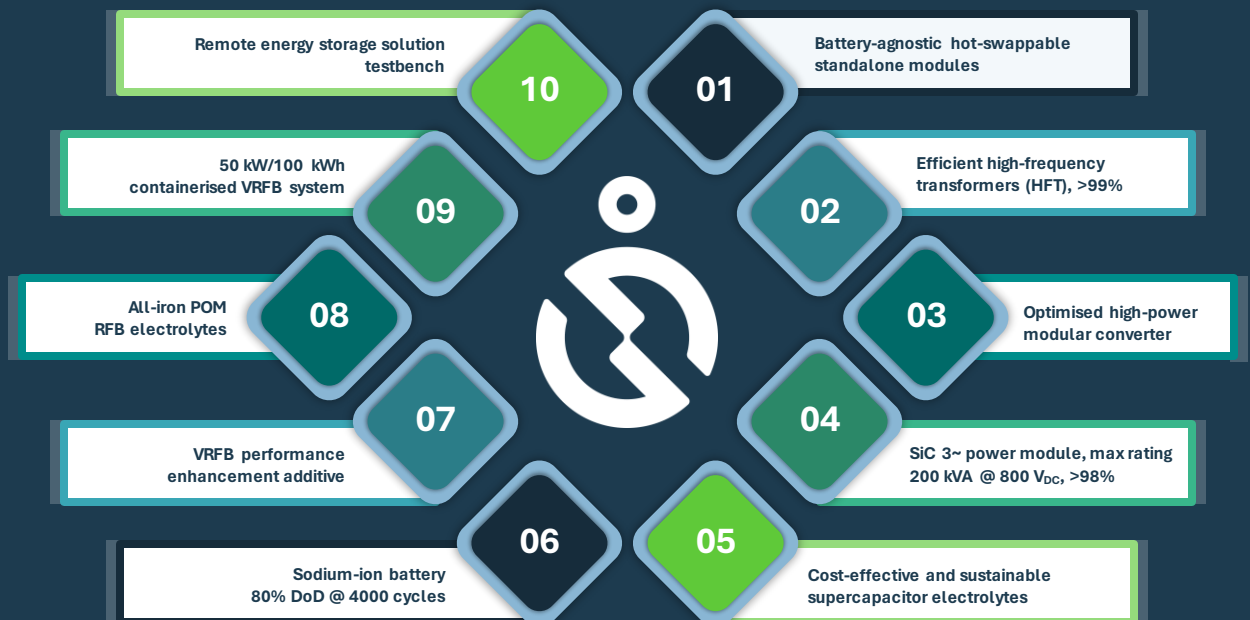 01
Battery-agnostic hot-swappable
standalone modules
02
Efficient high-frequency
transformers (HFT), >99%
03
Optimised high-power
modular converter
04
SiC 3~ power module, max rating
200 kVA @ 800 VDC, >98%
05
Cost-effective and sustainable
supercapacitor electrolytes
06
Sodium-ion battery
80% DoD @ 4000 cycles
07
VRFB performance
enhancement additive
08
All-iron POM
RFB electrolytes
09
50 kW/100 kWh
containerised VRFB system
10
Remote energy storage solution
testbench